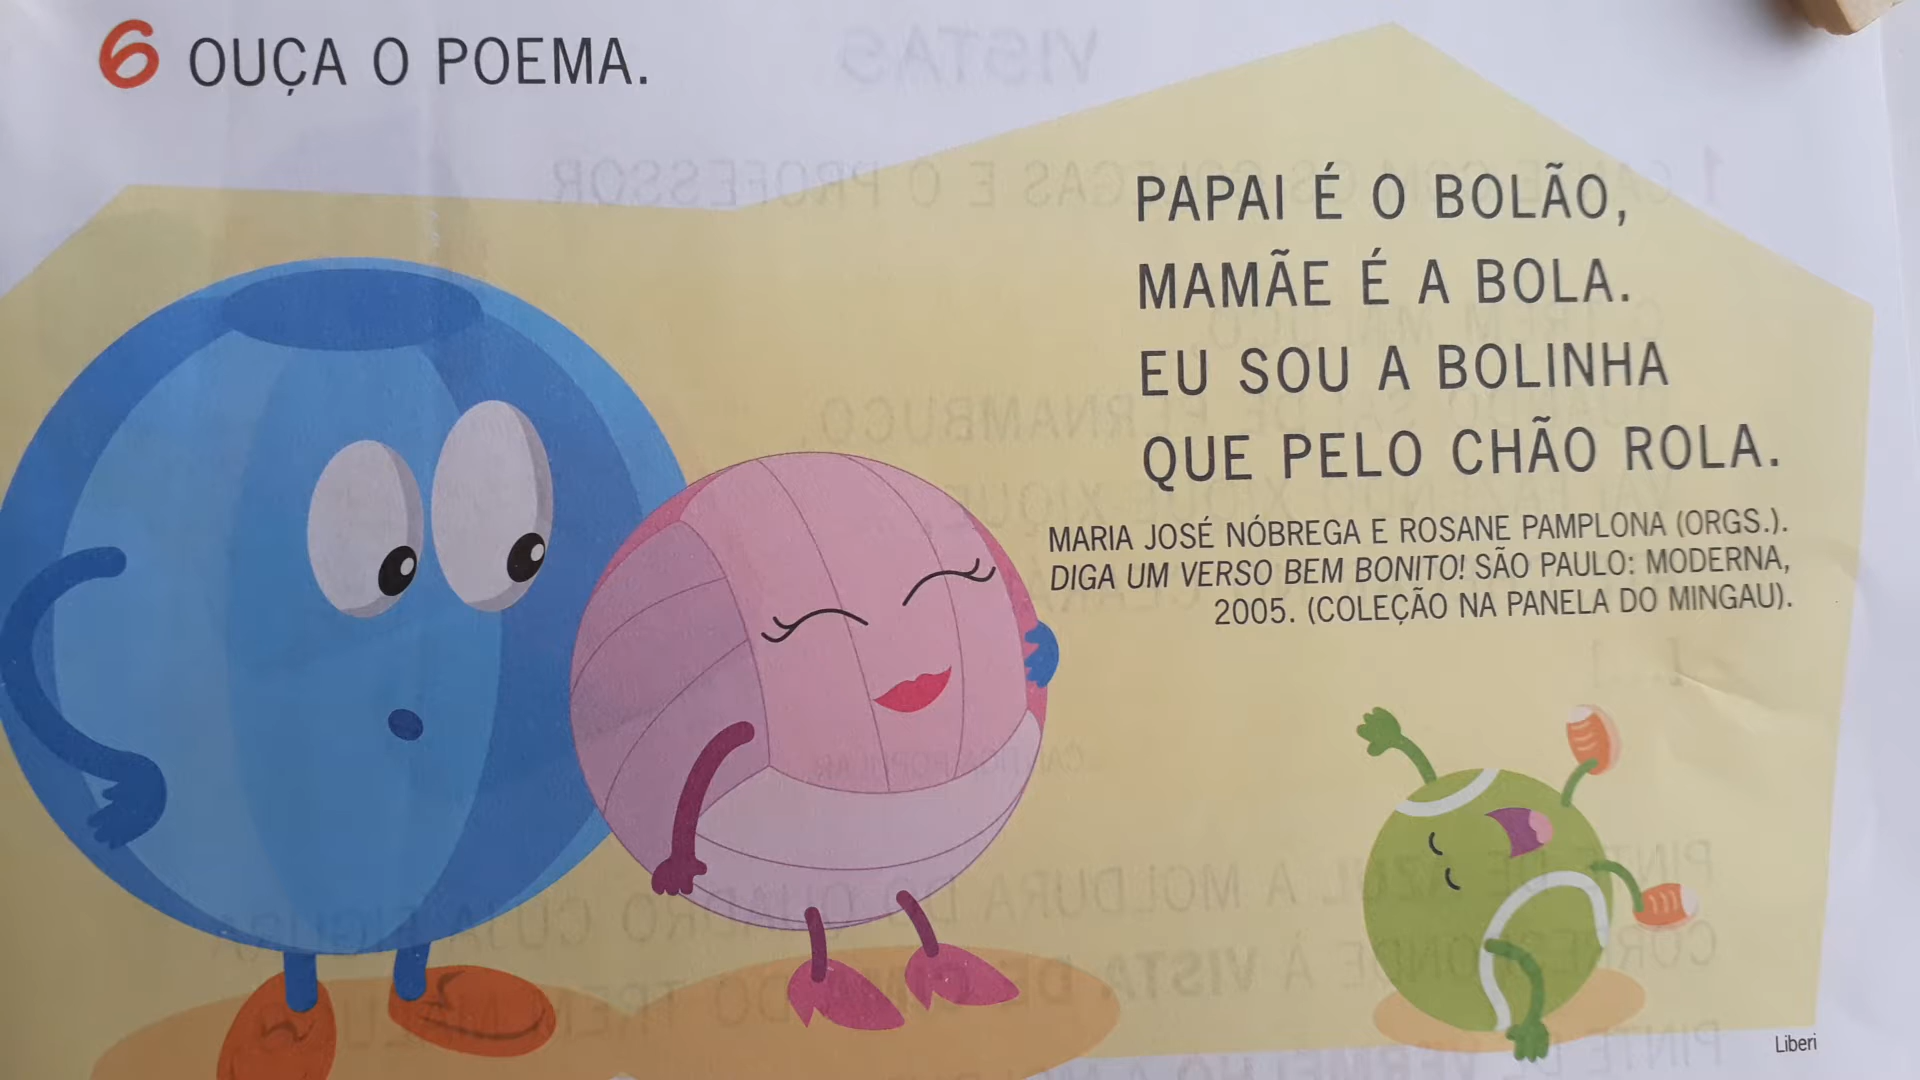 6 OUÇA O POEMA.
PAPAI É O BOLÃO,
MAMÃE É A BOLA.
EU SOU A BOLINHA
QUE PELO CHÃO ROLA.
MARIA JOSÉ NÓBREGA E ROSANE PAMPLONA (ORGS.).
DIGA UM VERSO BEM BONITO! SÃO PAULO: MODERNA,
2005. (COLEÇÃO NA PANELA DO MINGAU).
Liberi